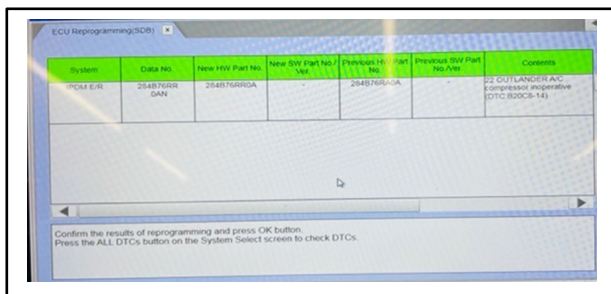 ECU Reprogramming(SDB)
System
Data No.
New HW Part No.
New SW Part No./
Ver.
Previous HW Part
No.
Previous SW Part
No./Ver.
Contents
IPDM E/R
284B76RR
0AN
284B76RR0A
-
284B76RA0A
-
22 OUTLANDER A/C
compressor inoperative
(DTC:B20C8-14)
Confirm the results of reprogramming and press OK button.
Press the ALL DTCs button on the System Select screen to check DTCs.